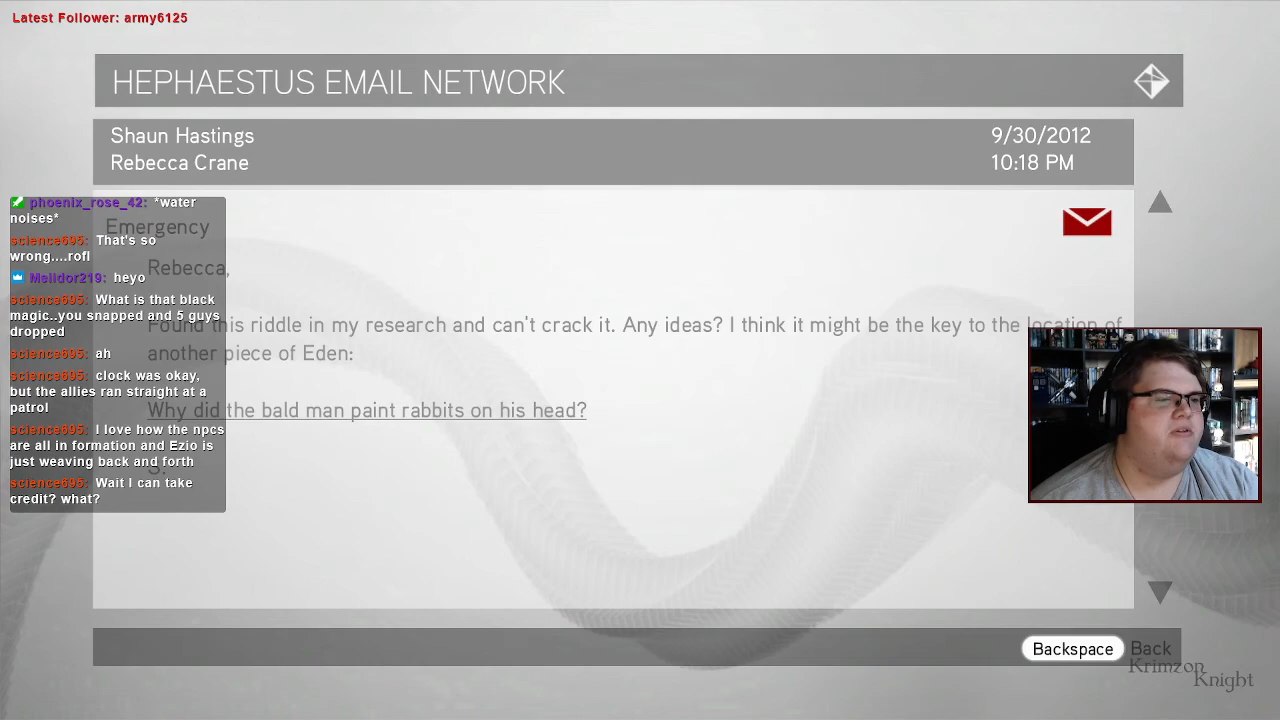 Latest Follower: army6125
HEPHAESTUS EMAIL NETWORK
Shaun Hastings
9/30/2012
Rebecca Crane
10:18 PM
Emergency
Rebecca,
Found this riddle in my research and can't crack it. Any ideas? I think it might be the key to the location of
another piece of Eden:
Why did the bald man paint rabbits on his head?
S.
phoenix_rose_42: *water
noises*
science695: That's so
wrong....rofl
Melidor219: heyo
science695: What is that black
magic..you snapped and 5 guys
dropped
science695: ah
science695: clock was okay,
but the allies ran straight at a
patrol
science695: I love how the npcs
are all in formation and Ezio is
just weaving back and forth
science695: Wait I can take
credit? what?
Backspace Back
Krimzon
Knight